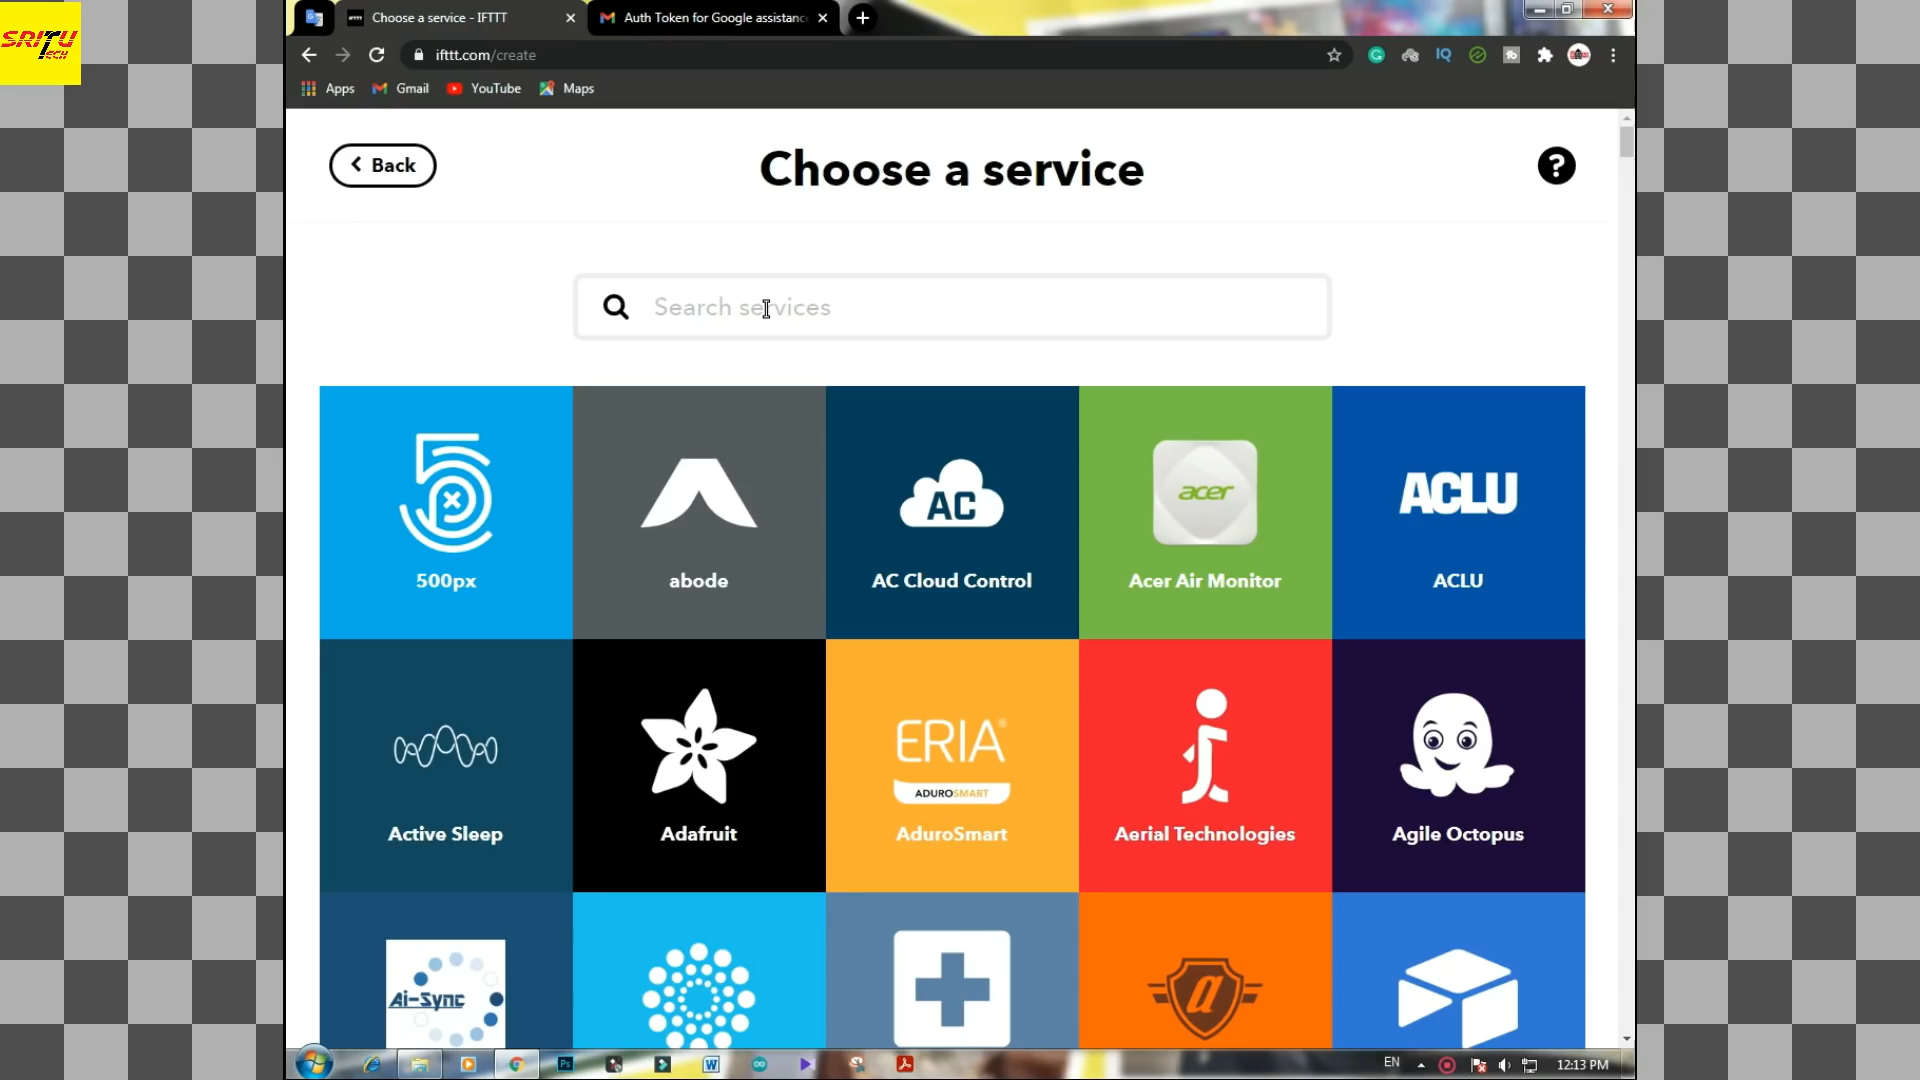 SRITU
TECH
Choose a service - IFTTT
Auth Token for Google assistanc
ifttt.com/create
Apps
Gmail
YouTube
Maps
Back
Choose a service
?
Search services
500px
abode
AC
AC Cloud Control
acer
Acer Air Monitor
ACLU
ACLU
Active Sleep
Adafruit
ERIA®
ADUROSMART
AduroSmart
Aerial Technologies
Agile Octopus
Ai-Sync
a
EN
12:13 PM